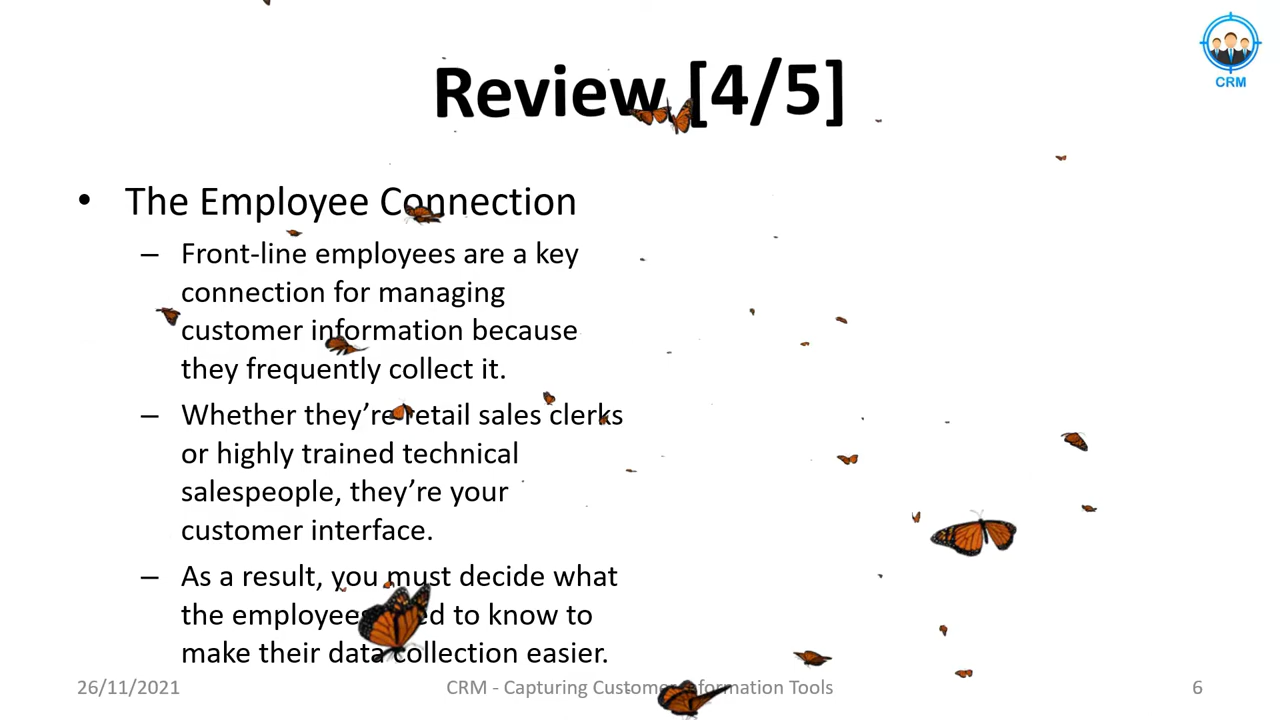 CRM
Review [4/5]
• The Employee Connection
– Front-line employees are a key
connection for managing
customer information because
they frequently collect it.
– Whether they’re retail sales clerks
or highly trained technical
salespeople, they’re your
customer interface.
– As a result, you must decide what
the employees to know to
make their data collection easier.
26/11/2021
CRM - Capturing Customer Information Tools
6